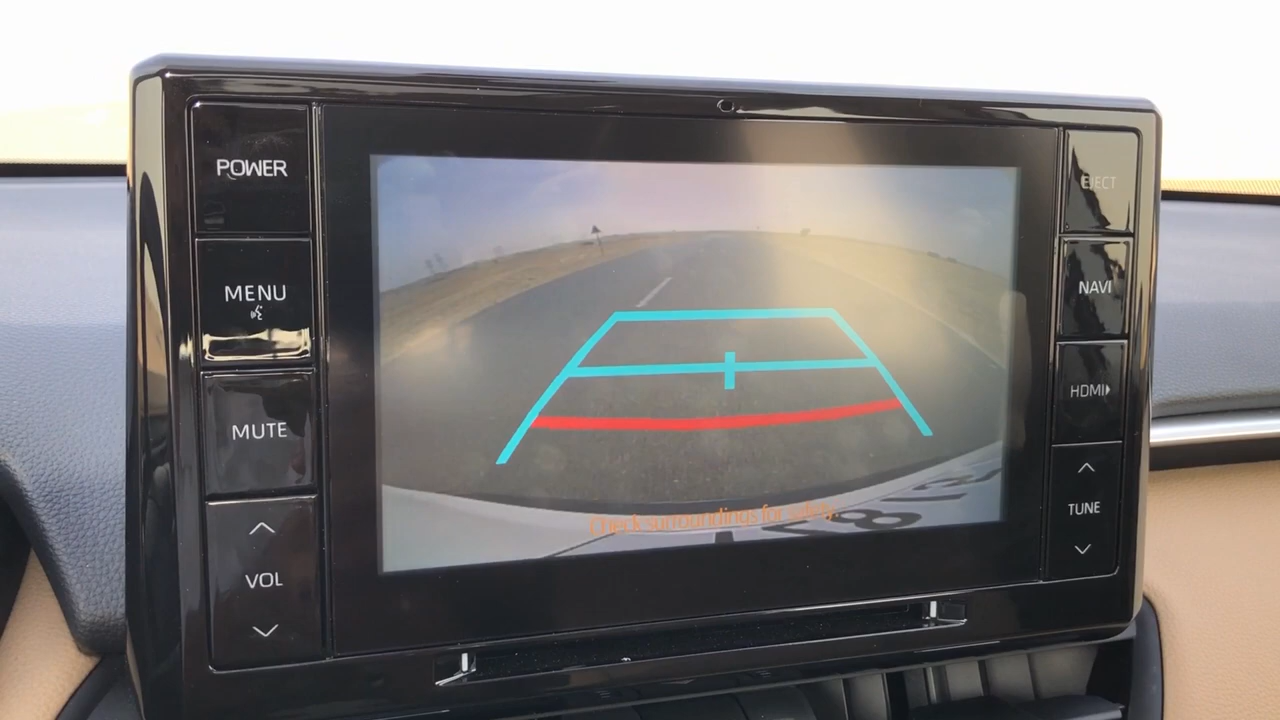 POWER
MENU
MUTE
VOL
Check surroundings for safety.
EJECT
NAVI
HDMI
TUNE